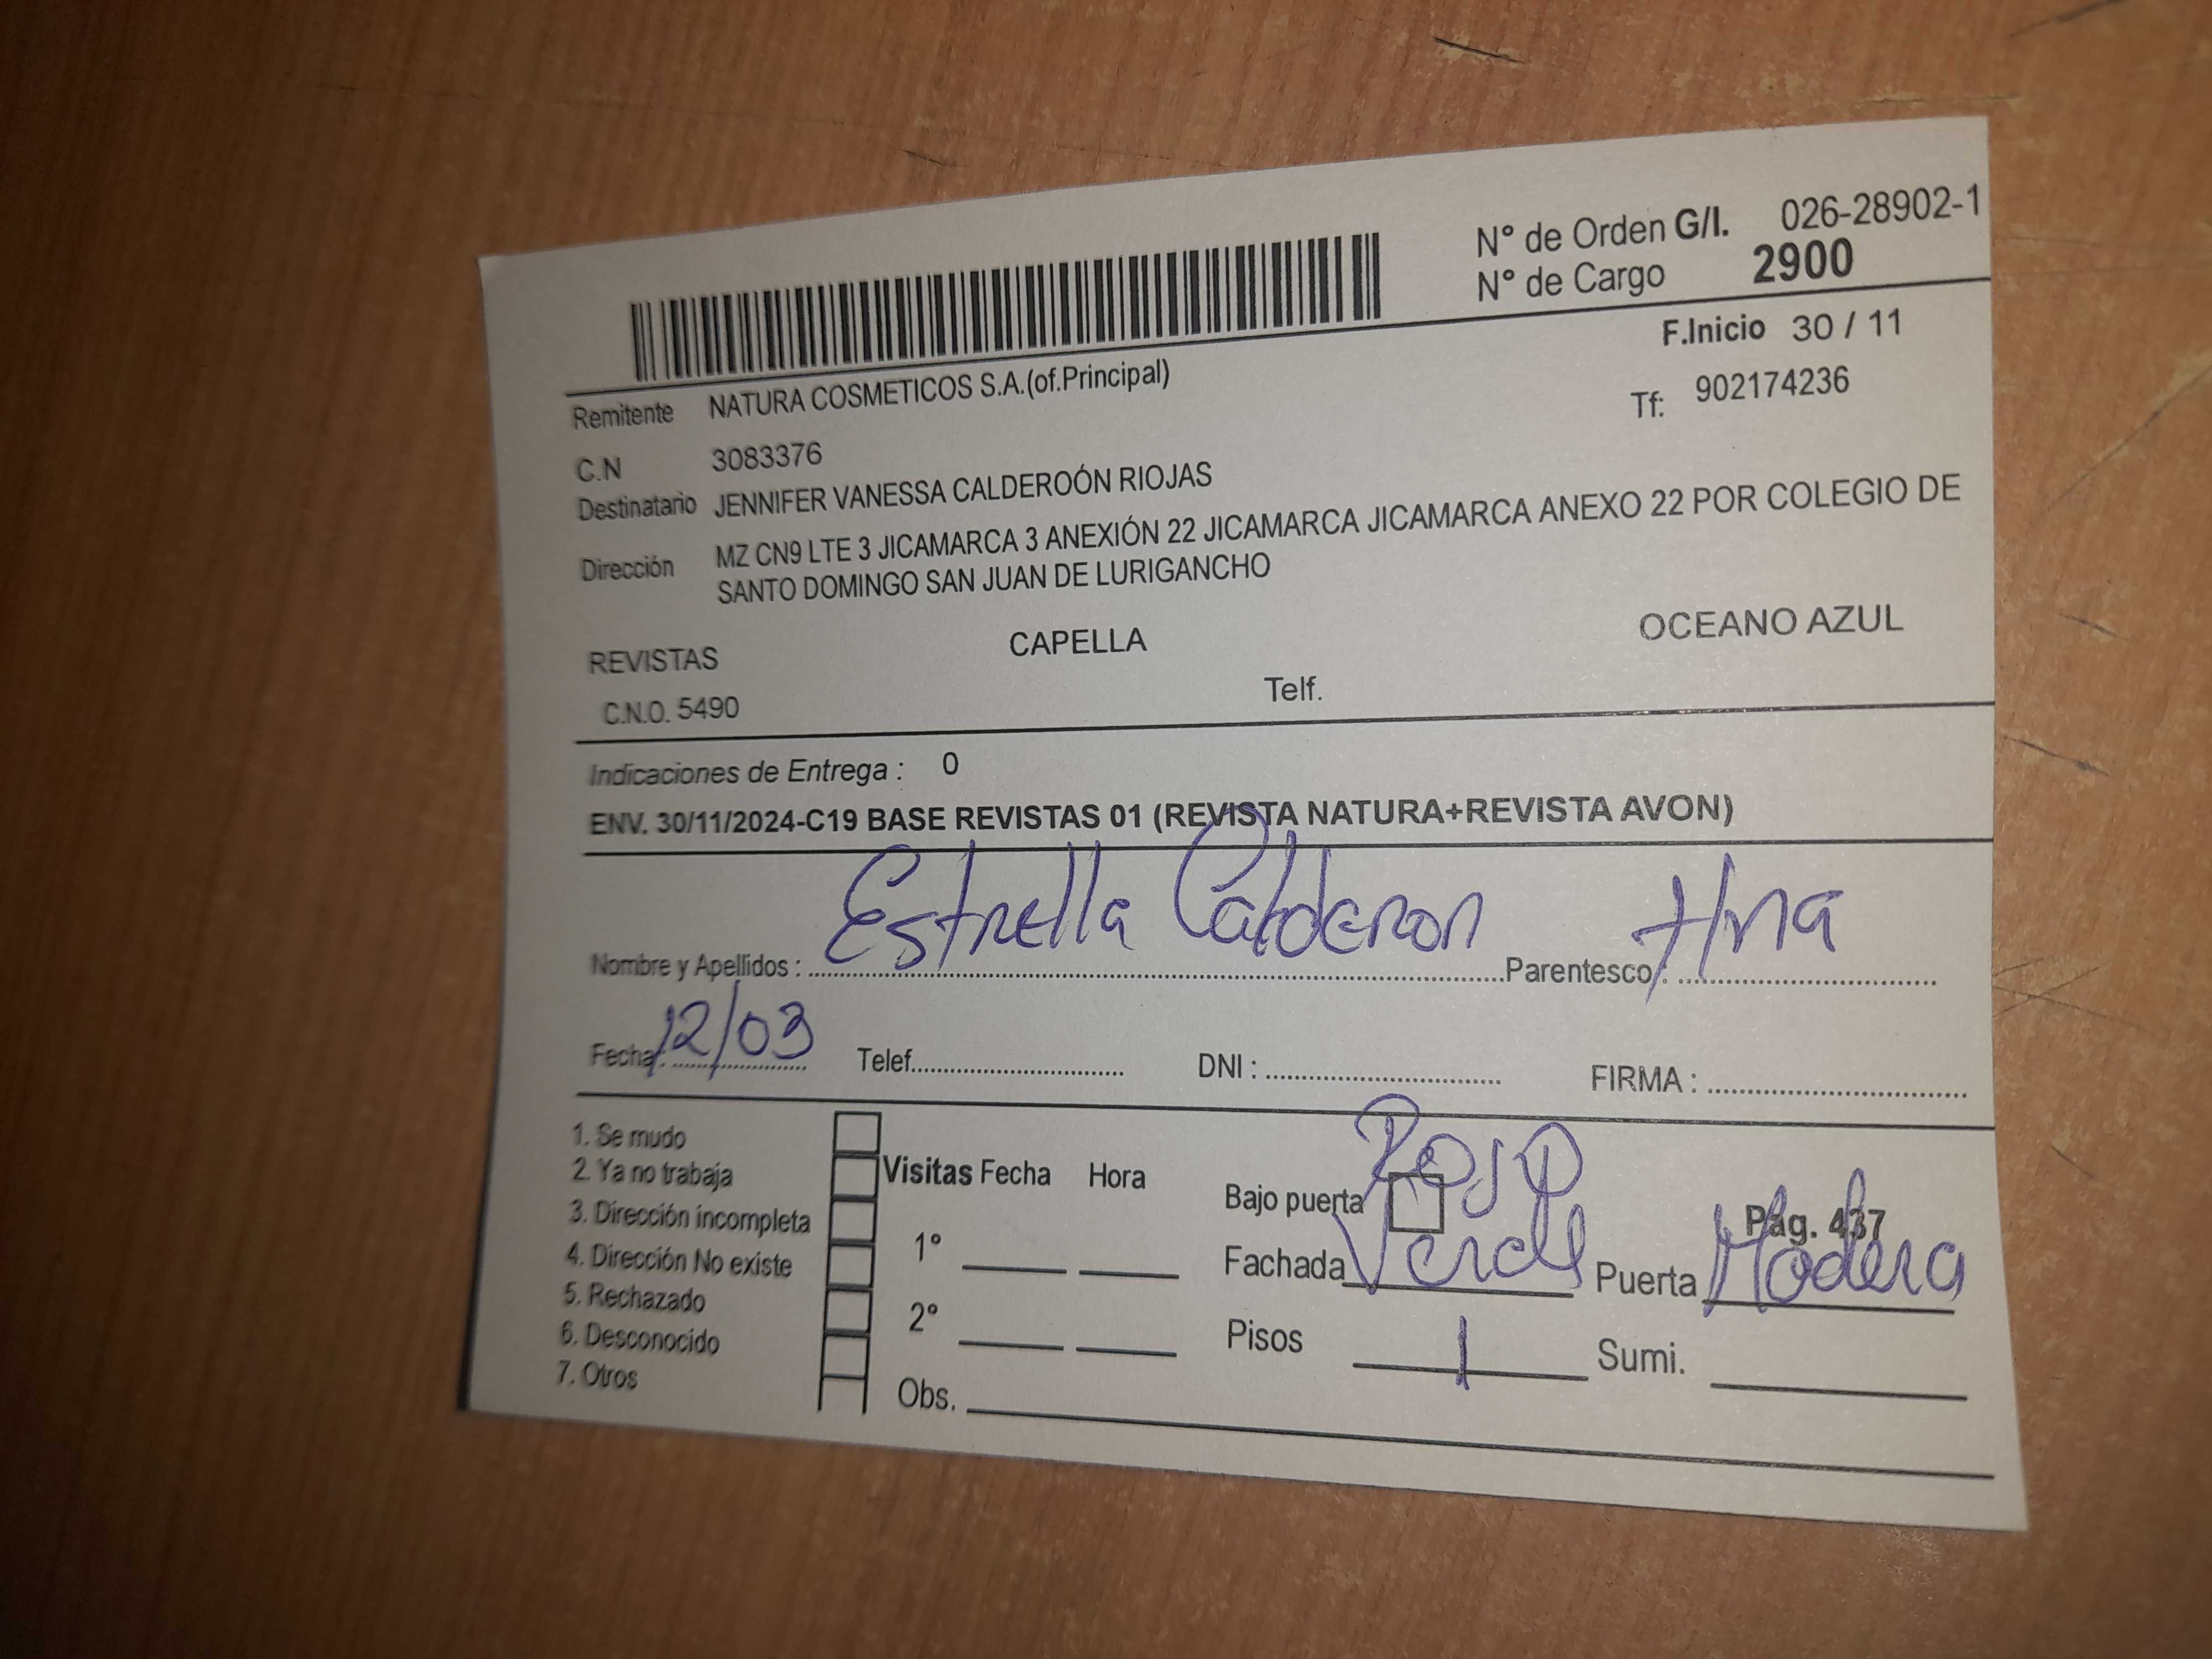 N° de Orden G/I. 026-28902-1
N° de Cargo 2900
F.Inicio 30 / 11
Remitente NATURA COSMETICOS S.A.(of.Principal)
Tf: 902174236
C.N 3083376
Destinatario JENNIFER VANESSA CALDEROÓN RIOJAS
Dirección MZ CN9 LTE 3 JICAMARCA 3 ANEXIÓN 22 JICAMARCA JICAMARCA ANEXO 22 POR COLEGIO DE
SANTO DOMINGO SAN JUAN DE LURIGANCHO
REVISTAS CAPELLA OCEANO AZUL
C.N.O. 5490 Telf.
Indicaciones de Entrega : 0
ENV. 30/11/2024-C19 BASE REVISTAS 01 (REVISTA NATURA+REVISTA AVON)
Nombre y Apellidos : Estrella Calderon Parentesco : Hna
Fecha: 12/03 Telef. DNI : FIRMA :
1. Se mudo
2. Ya no trabaja
3. Dirección incompleta
4. Dirección No existe
5. Rechazado
6. Desconocido
7. Otros
Visitas Fecha Hora
1°
2°
Obs.
Bajo puerta
Pág. 437
Fachada Verde Puerta Madera
Pisos 1 Sumi.